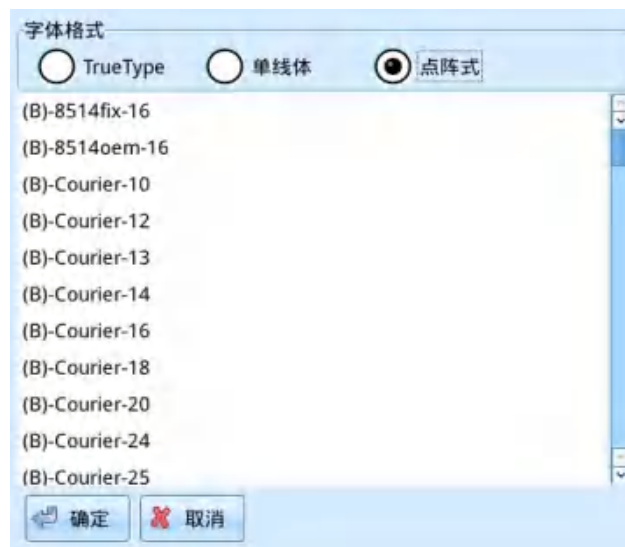 字体格式
TrueType 单线体 点阵式
(B)-8514fix-16
(B)-8514oem-16
(B)-Courier-10
(B)-Courier-12
(B)-Courier-13
(B)-Courier-14
(B)-Courier-16
(B)-Courier-18
(B)-Courier-20
(B)-Courier-24
(B)-Courier-25
确定 取消